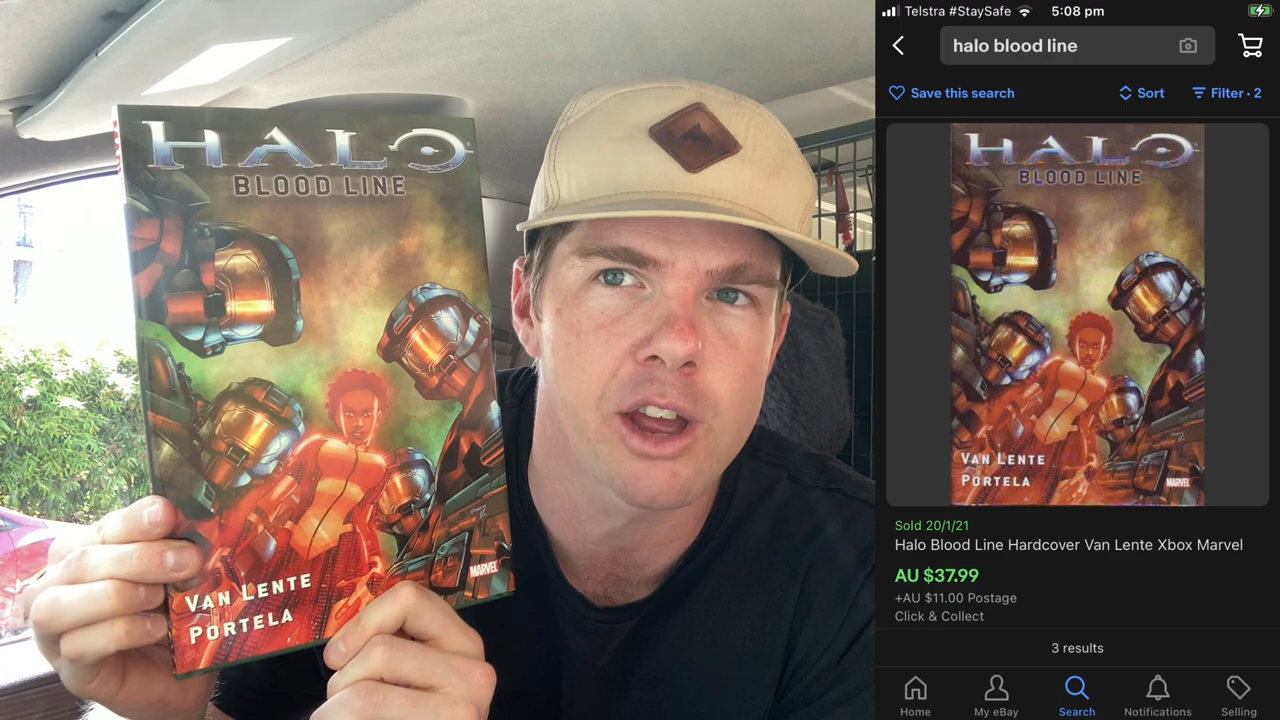 HALO
BLOOD LINE
VAN LENTE
PORTELA
MARVEL
Telstra #StaySafe
5:08 pm
halo blood line
Save this search
Sort
Filter • 2
HALO
BLOOD LINE
VAN LENTE
PORTELA
MARVEL
Sold 20/1/21
Halo Blood Line Hardcover Van Lente Xbox Marvel
AU $37.99
+AU $11.00 Postage
Click & Collect
3 results
Home
My eBay
Search
Notifications
Selling